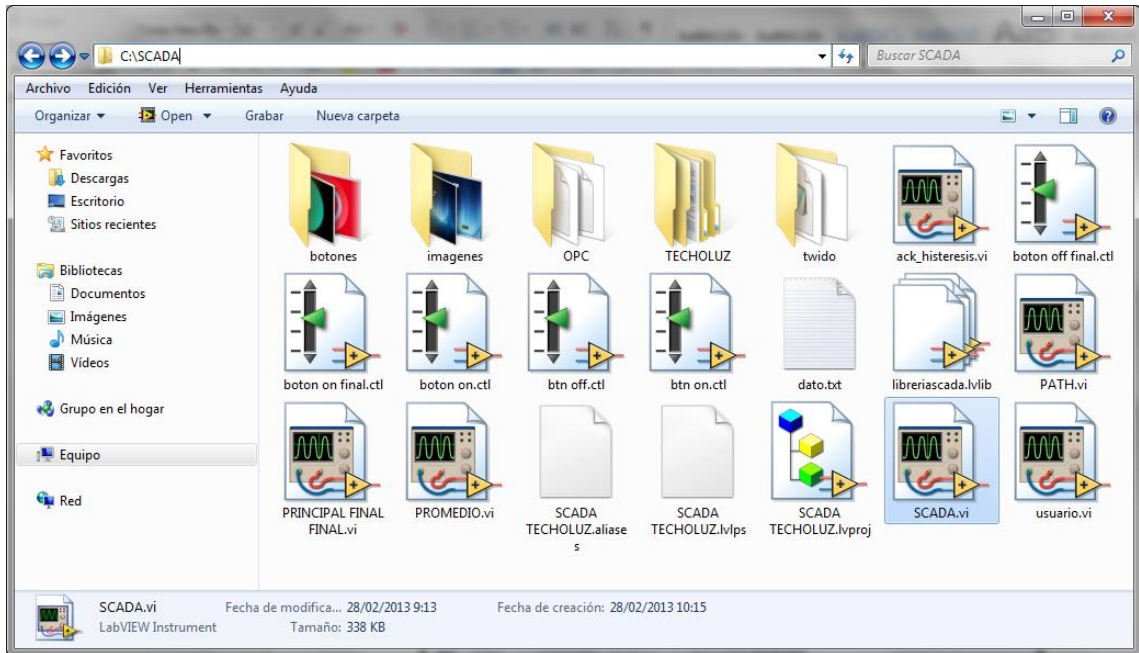 C:\SCADA
Buscar SCADA
Archivo Edición Ver Herramientas Ayuda
Organizar Open Grabar Nueva carpeta
Favoritos
Descargas
Escritorio
Sitios recientes
Bibliotecas
Documentos
Imágenes
Música
Vídeos
Grupo en el hogar
Equipo
Red
botones imagenes OPC TECHOLUZ twido ack_histeresis.vi boton off final.ctl
boton on final.ctl boton on.ctl btn off.ctl btn on.ctl dato.txt libreriascada.lvlib PATH.vi
PRINCIPAL FINAL PROMEDIO.vi SCADA SCADA SCADA SCADA.vi usuario.vi
FINAL.vi TECHOLUZ.aliase TECHOLUZ.lvlps TECHOLUZ.lvproj
s
SCADA.vi Fecha de modifica... 28/02/2013 9:13 Fecha de creación: 28/02/2013 10:15
LabVIEW Instrument Tamaño: 338 KB